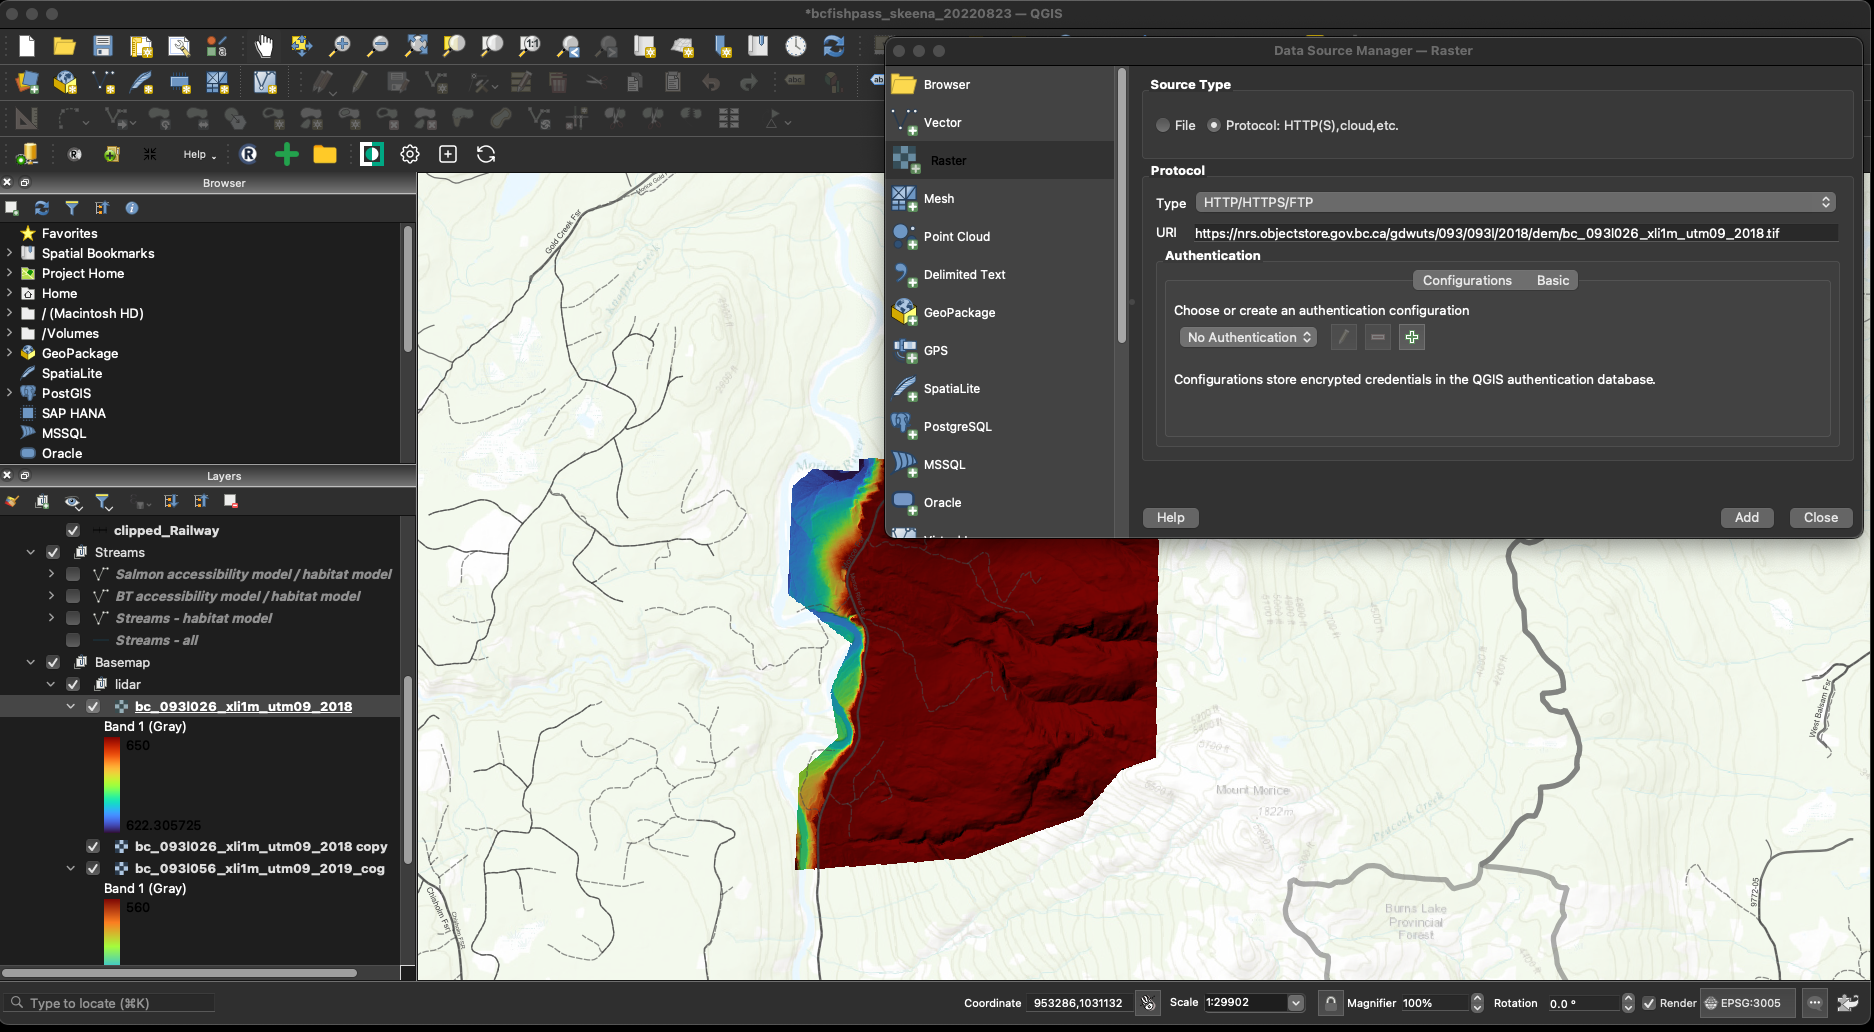 *bcfishpass_skeena_20220823 — QGIS
Data Source Manager — Raster
Help
Browser
Favorites
Spatial Bookmarks
Project Home
Home
/ (Macintosh HD)
/Volumes
GeoPackage
SpatiaLite
PostGIS
SAP HANA
MSSQL
Oracle
Layers
clipped_Railway
Streams
Salmon accessibility model / habitat model
BT accessibility model / habitat model
Streams - habitat model
Streams - all
Basemap
lidar
bc_093l026_xli1m_utm09_2018
Band 1 (Gray)
650
622.305725
bc_093l026_xli1m_utm09_2018 copy
bc_093l056_xli1m_utm09_2019_cog
Band 1 (Gray)
560
Browser
Vector
Raster
Mesh
Point Cloud
Delimited Text
GeoPackage
GPS
SpatiaLite
PostgreSQL
MSSQL
Oracle
Source Type
File
Protocol: HTTP(S),cloud,etc.
Protocol
Type
HTTP/HTTPS/FTP
URI
https://nrs.objectstore.gov.bc.ca/gdwuts/093/093l/2018/dem/bc_093l026_xli1m_utm09_2018.tif
Authentication
Configurations
Basic
Choose or create an authentication configuration
No Authentication
Configurations store encrypted credentials in the QGIS authentication database.
Help
Add
Close
Gold Creek Fsr
Knapper Creek
Morice River
Mount Morice
1822m
Peacock Creek
West Balsam Fsr
Burns Lake
Provincial
Forest
9772-05
Chisholm FSR
Type to locate (⌘K)
Coordinate
953286,1031132
Scale
1:29902
Magnifier
100%
Rotation
0.0 °
Render
EPSG:3005